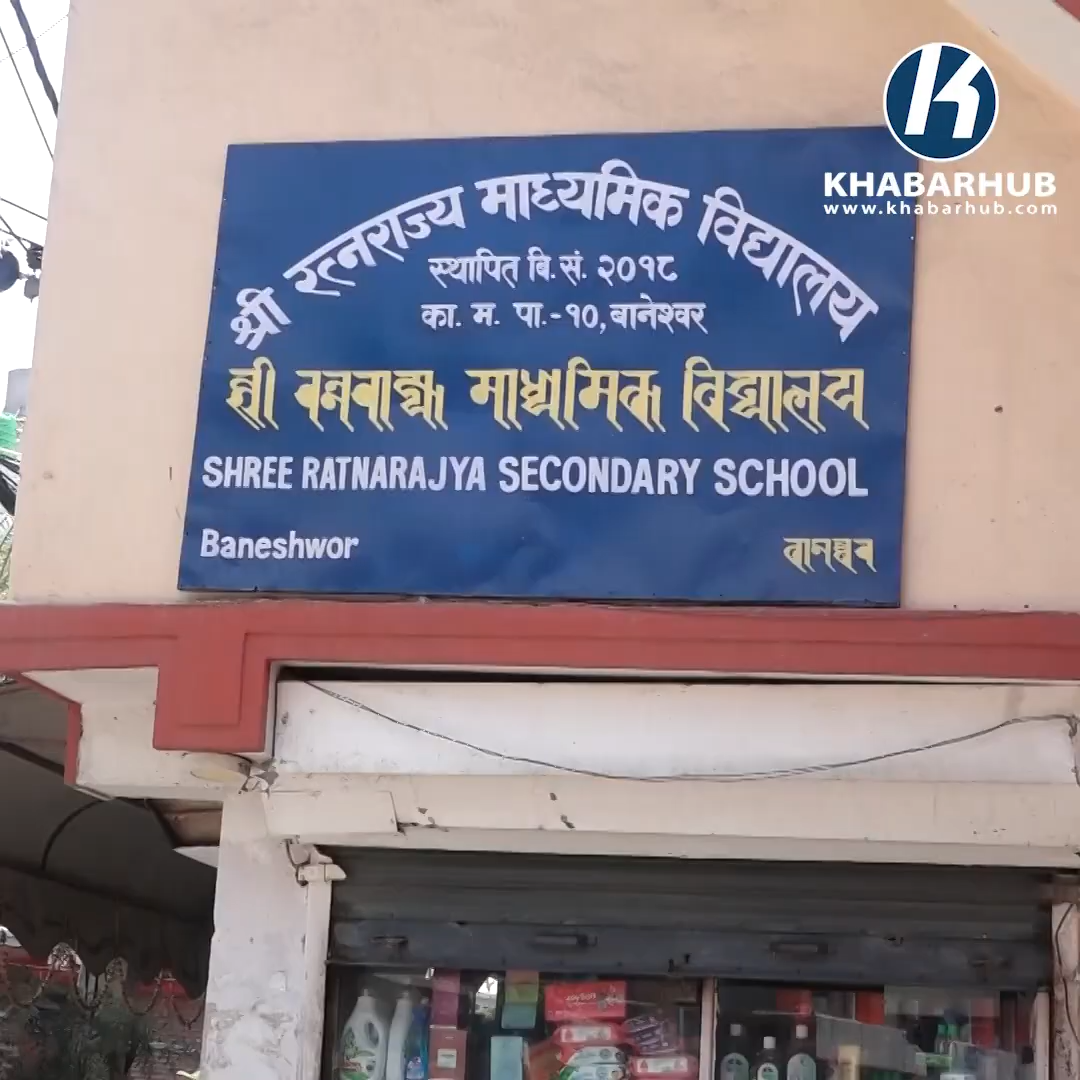 KHABARHUB
www.khabarhub.com
श्री रत्नराज्य माध्यमिक विद्यालय
स्थापित बि.सं. २०१८
का. म. पा.-१०, बानेश्वर
SHREE RATNARAJYA SECONDARY SCHOOL
Baneshwor